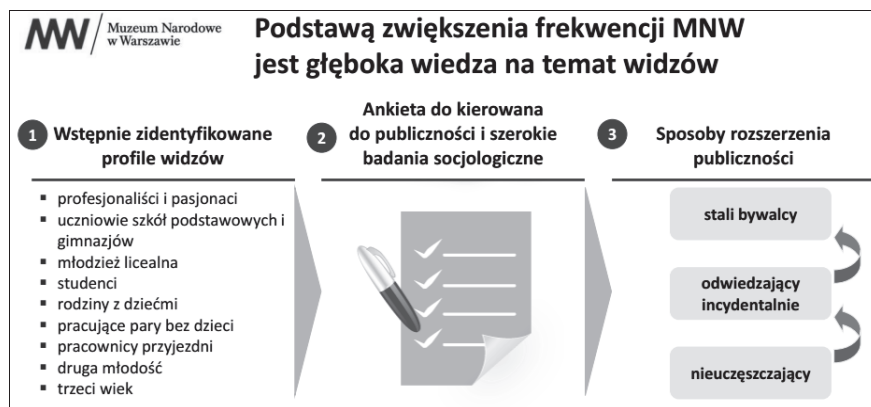 MNW
Muzeum Narodowe
w Warszawie
Podstawą zwiększenia frekwencji MNW
jest głęboka wiedza na temat widzów
1
Wstępnie zidentyfikowane
profile widzów
▪ profesjonaliści i pasjonaci
▪ uczniowie szkół podstawowych i
gimnazjów
▪ młodzież licealna
▪ studenci
▪ rodziny z dziećmi
▪ pracujące pary bez dzieci
▪ pracownicy przyjezdni
▪ druga młodość
▪ trzeci wiek
2
Ankieta do kierowana
do publiczności i szerokie
badania socjologiczne
3
Sposoby rozszerzenia
publiczności
stali bywalcy
odwiedzający
incydentalnie
nieuczęszczający